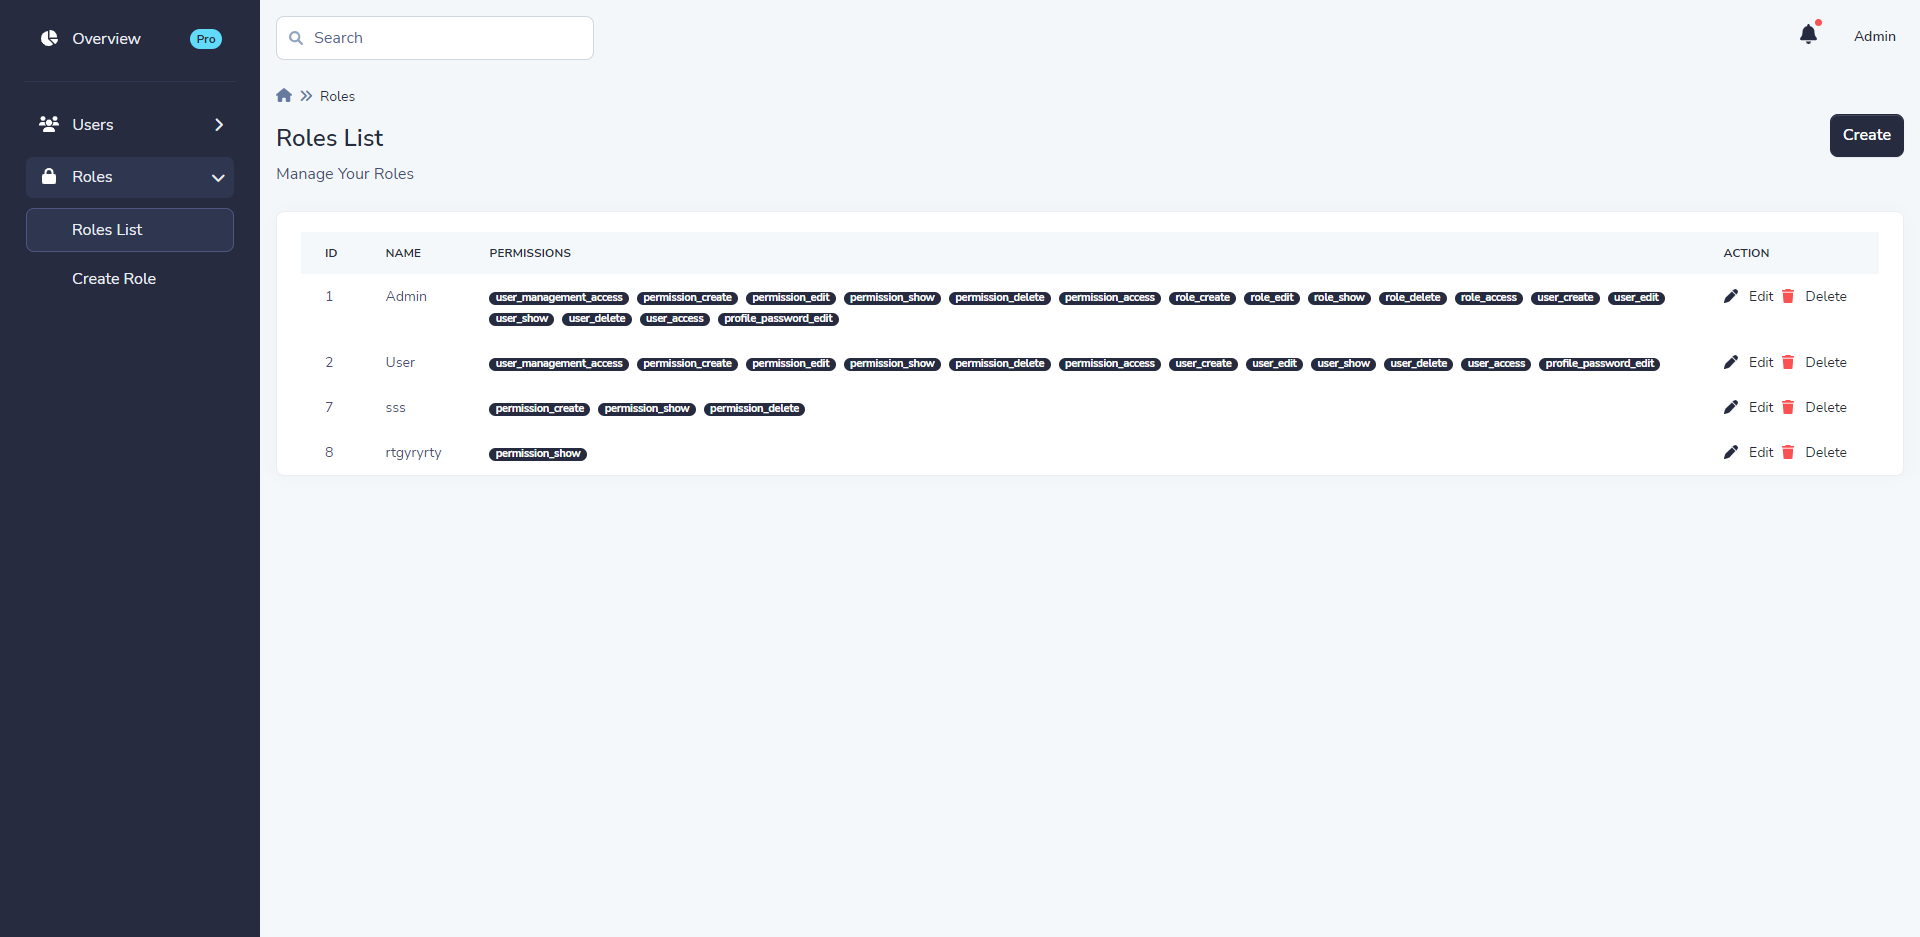 Overview Pro
Users
Roles
Roles List
Create Role
Search
Admin
Roles
Roles List
Create
Manage Your Roles
ID NAME PERMISSIONS ACTION
1 Admin user_management_access permission_create permission_edit permission_show permission_delete permission_access role_create role_edit role_show role_delete role_access user_create user_edit Edit Delete
user_show user_delete user_access profile_password_edit
2 User user_management_access permission_create permission_edit permission_show permission_delete permission_access user_create user_edit user_show user_delete user_access profile_password_edit Edit Delete
7 sss permission_create permission_show permission_delete Edit Delete
8 rtgyryrty permission_show Edit Delete